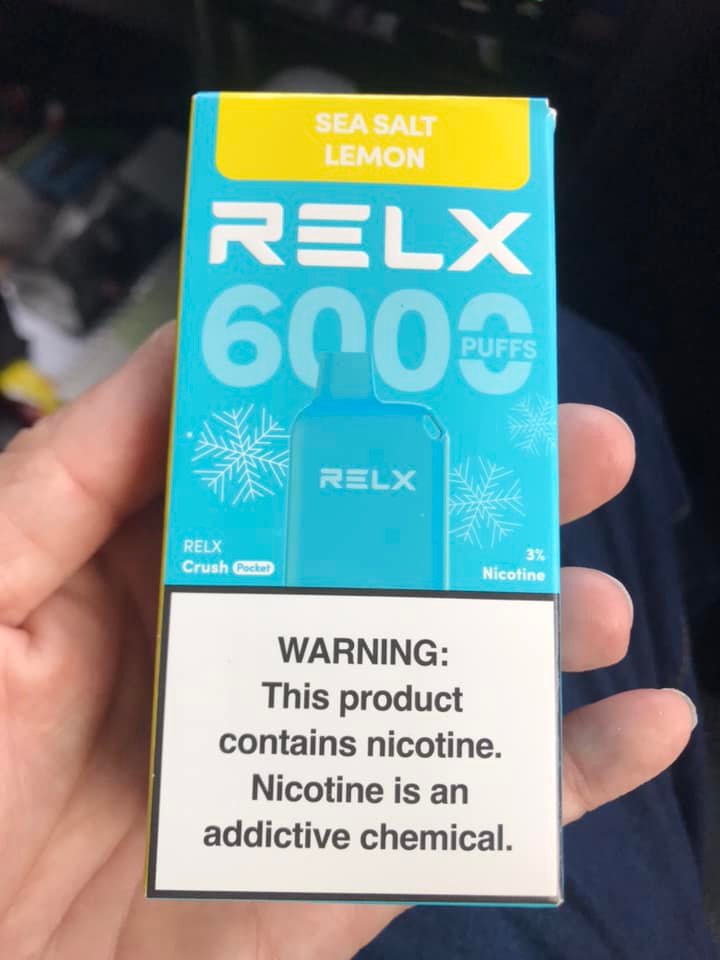 SEA SALT
LEMON
RELX
6000
PUFFS
RELX
RELX
Crush Pocket
3%
Nicotine
WARNING:
This product
contains nicotine.
Nicotine is an
addictive chemical.